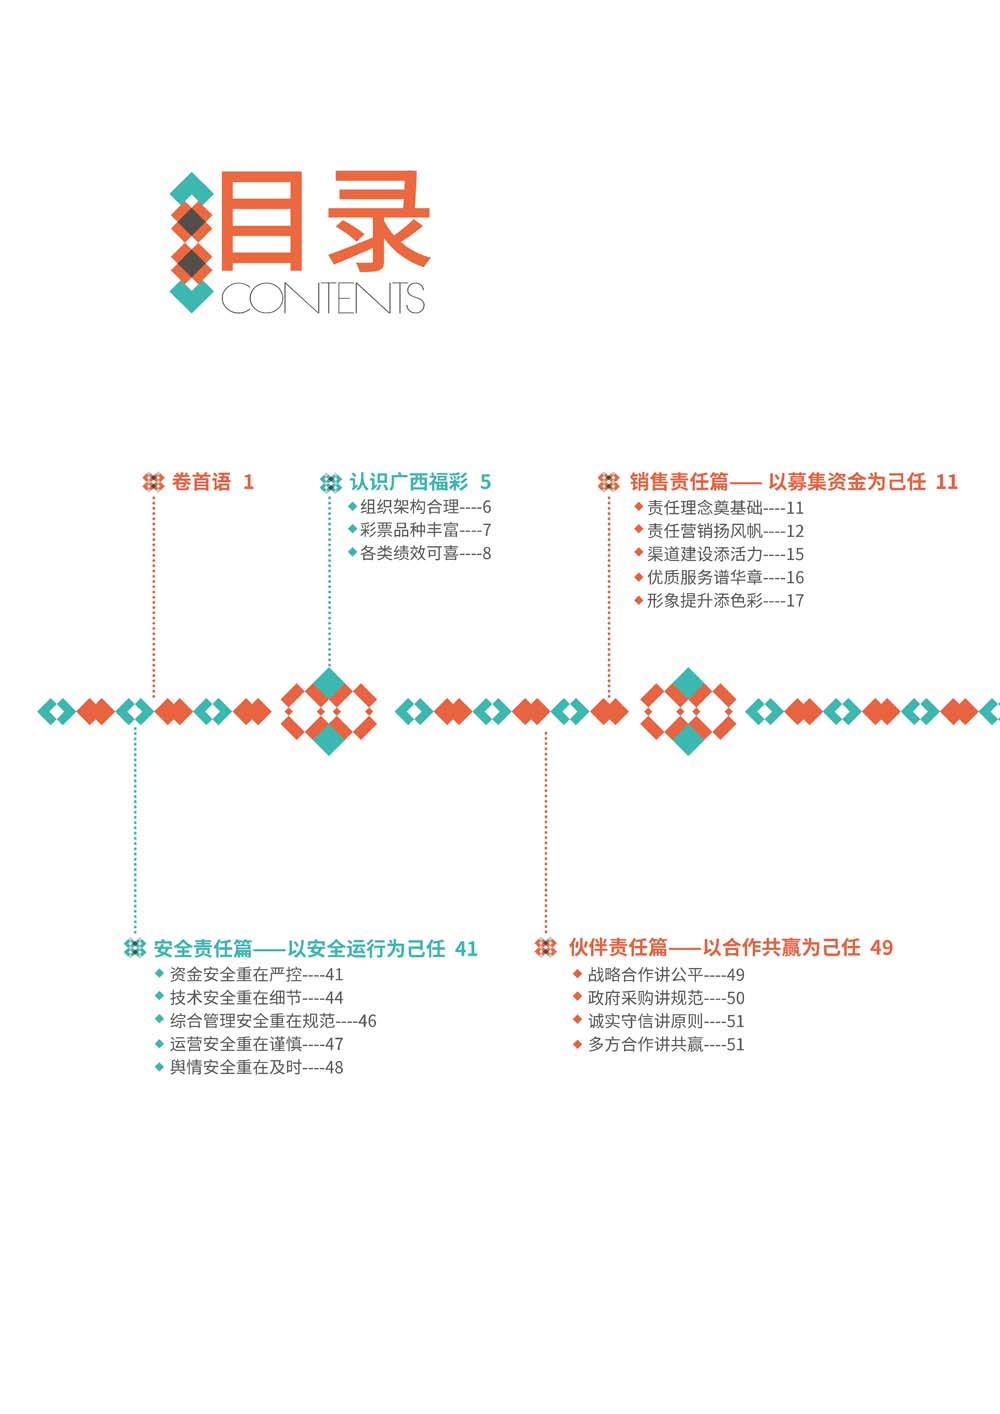 目录
CONTENTS
卷首语 1
认识广西福彩 5
组织架构合理----6
彩票品种丰富----7
各类绩效可喜----8
销售责任篇—— 以募集资金为己任 11
责任理念奠基础----11
责任营销扬风帆----12
渠道建设添活力----15
优质服务谱华章----16
形象提升添色彩----17
安全责任篇——以安全运行为己任 41
资金安全重在严控----41
技术安全重在细节----44
综合管理安全重在规范----46
运营安全重在谨慎----47
舆情安全重在及时----48
伙伴责任篇——以合作共赢为己任 49
战略合作讲公平----49
政府采购讲规范----50
诚实守信讲原则----51
多方合作讲共赢----51